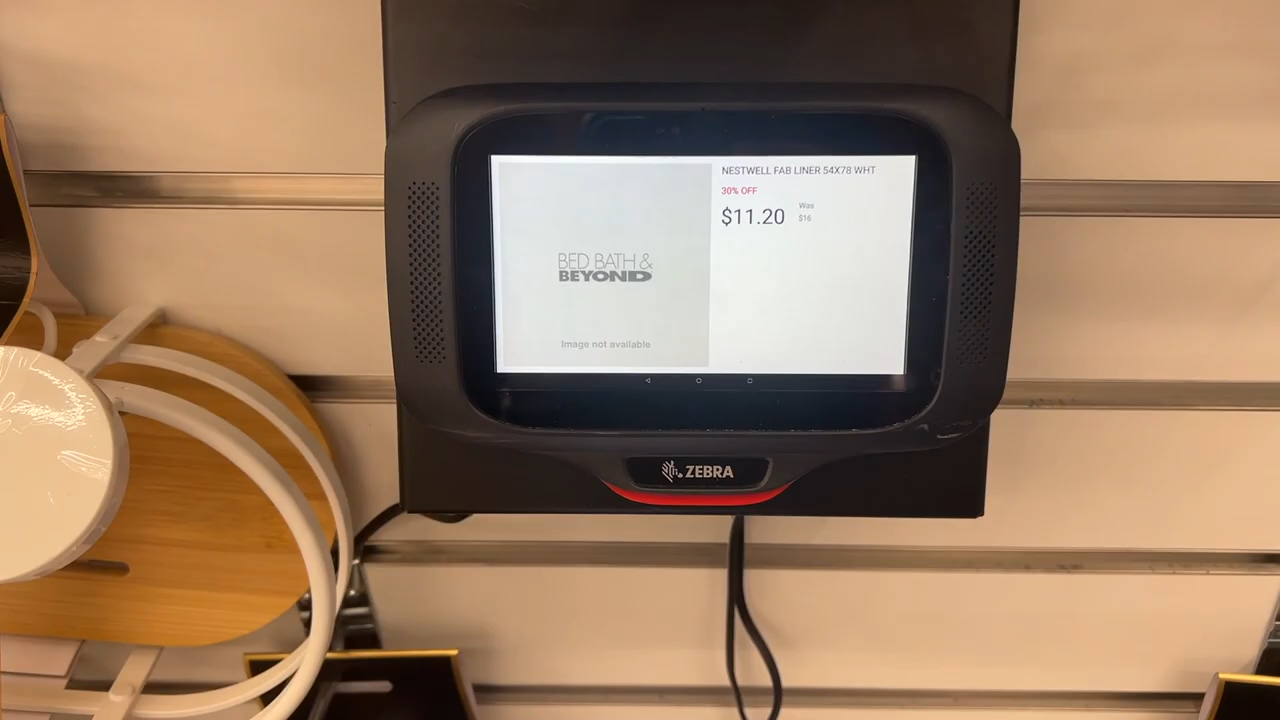 NESTWELL FAB LINER 54X78 WHT
30% OFF
$11.20
Was
$16
BED BATH &
BEYOND
Image not available
ZEBRA